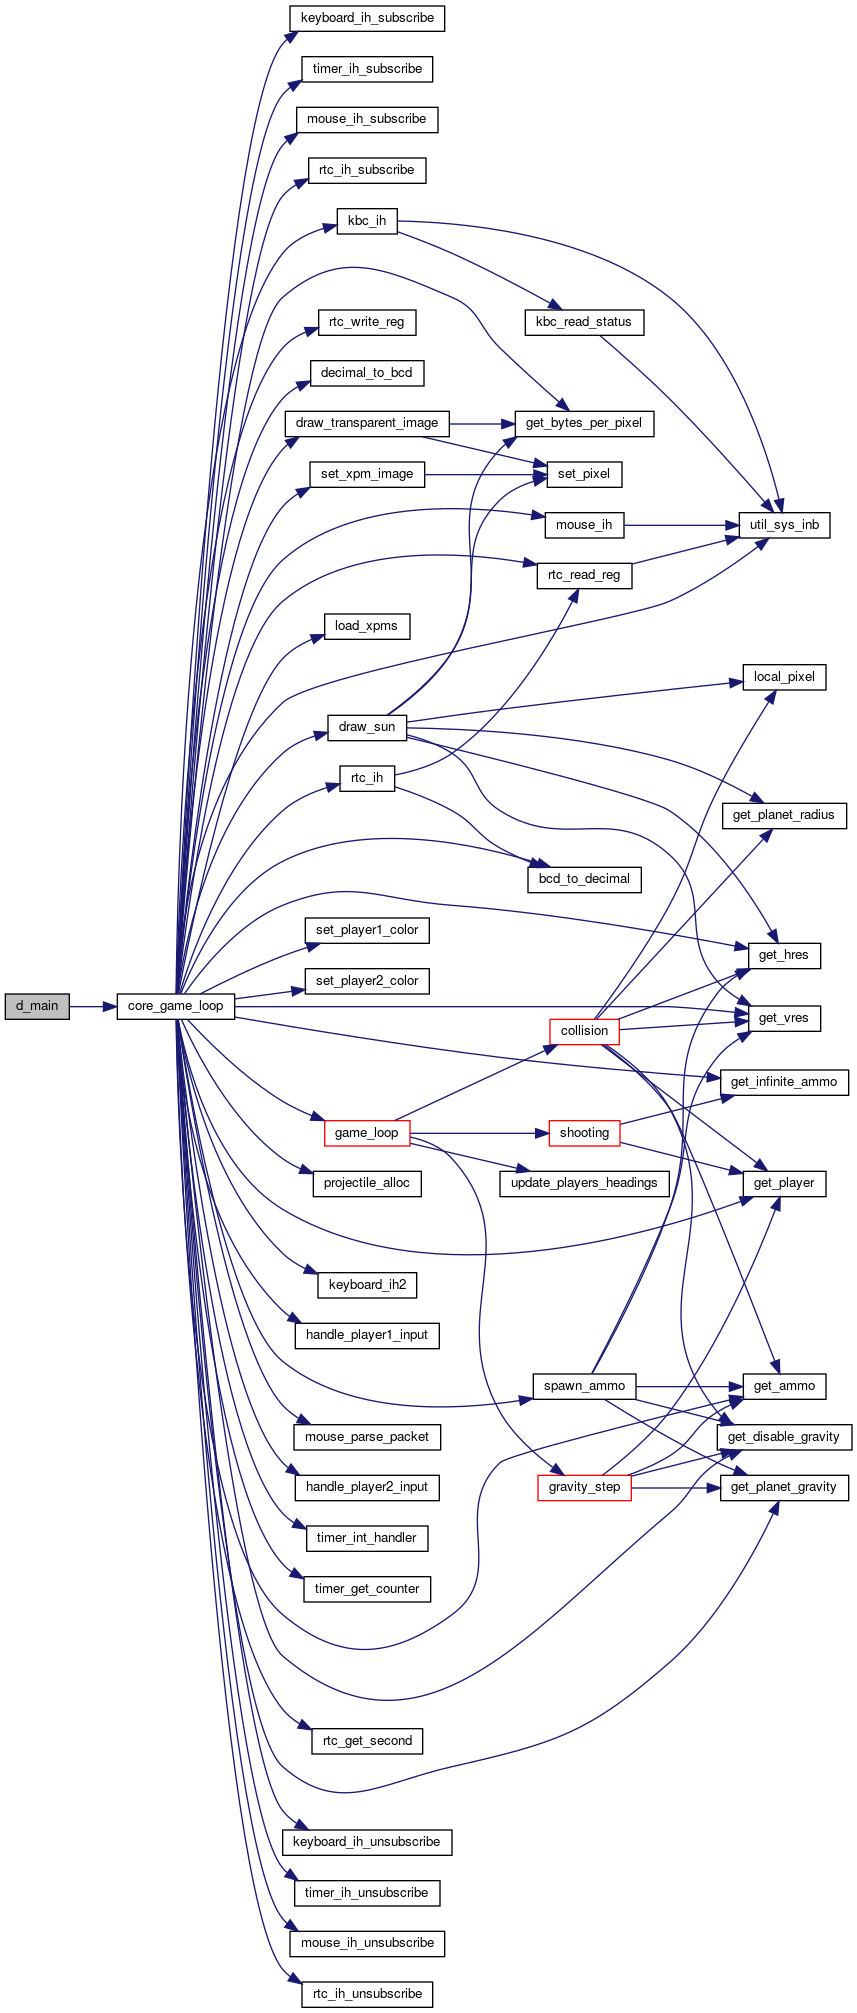 keyboard_ih_subscribe
timer_ih_subscribe
mouse_ih_subscribe
rtc_ih_subscribe
kbc_ih
rtc_write_reg
kbc_read_status
decimal_to_bcd
draw_transparent_image
get_bytes_per_pixel
set_xpm_image
set_pixel
mouse_ih
util_sys_inb
rtc_read_reg
load_xpms
local_pixel
draw_sun
rtc_ih
get_planet_radius
bcd_to_decimal
set_player1_color
get_hres
set_player2_color
d_main
core_game_loop
get_vres
collision
get_infinite_ammo
game_loop
shooting
projectile_alloc
update_players_headings
get_player
keyboard_ih2
handle_player1_input
spawn_ammo
get_ammo
mouse_parse_packet
get_disable_gravity
handle_player2_input
gravity_step
get_planet_gravity
timer_int_handler
timer_get_counter
rtc_get_second
keyboard_ih_unsubscribe
timer_ih_unsubscribe
mouse_ih_unsubscribe
rtc_ih_unsubscribe